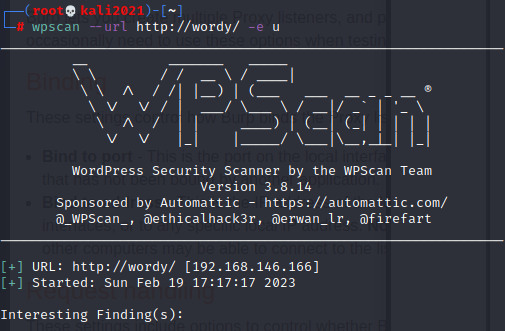 (root💀kali2021)-[~]
# wpscan --url http://wordy/ -e u
WordPress Security Scanner by the WPScan Team
Version 3.8.14
Sponsored by Automattic - https://automattic.com/
@_WPScan_, @ethicalhack3r, @erwan_lr, @firefart
[+] URL: http://wordy/ [192.168.146.166]
[+] Started: Sun Feb 19 17:17:17 2023
Interesting Finding(s):